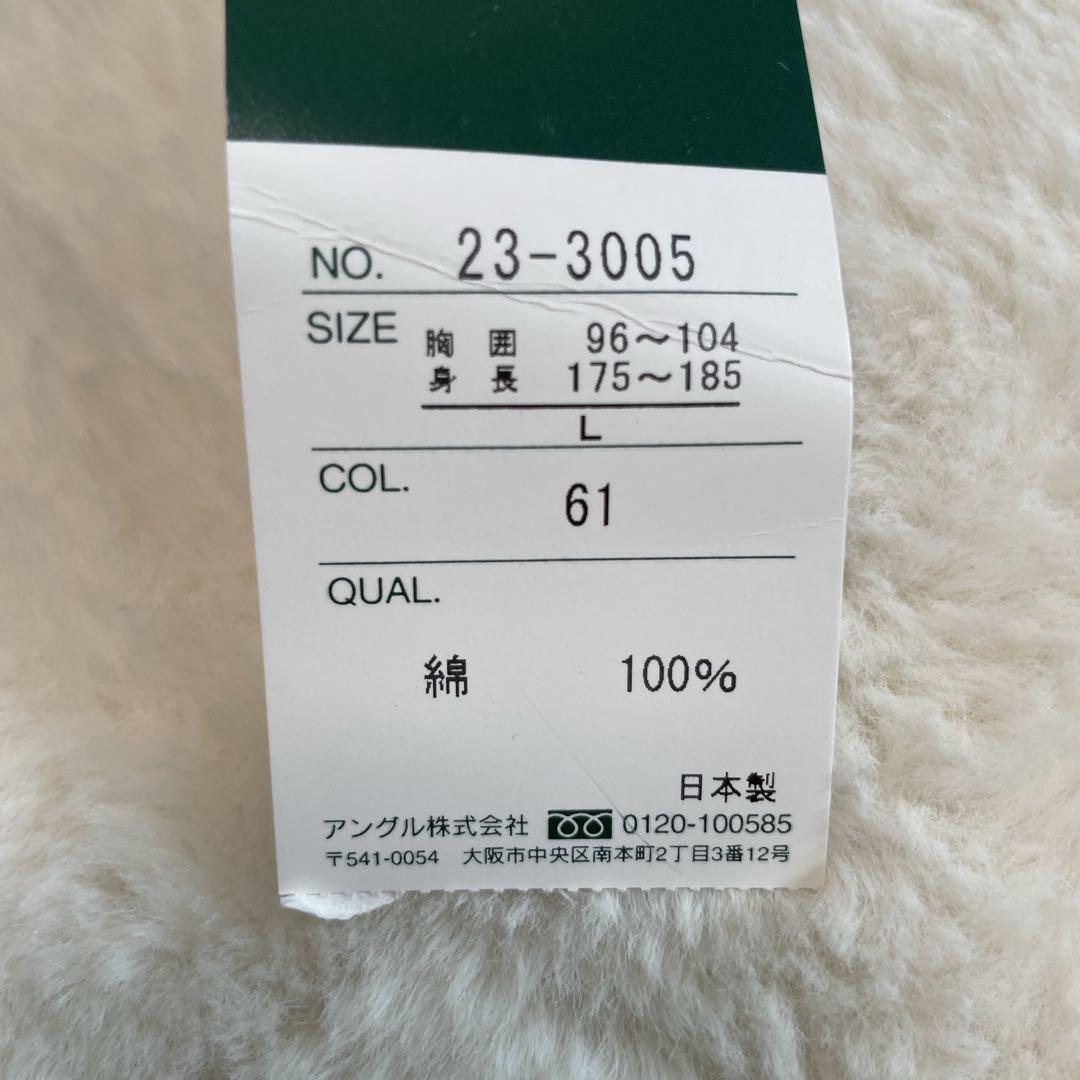 NO. 23-3005
SIZE 胸囲 96～104
身長 175～185
L
COL. 61
QUAL.
綿 100%
日本製
アングル株式会社 0120-100585
〒541-0054 大阪市中央区南本町2丁目3番12号